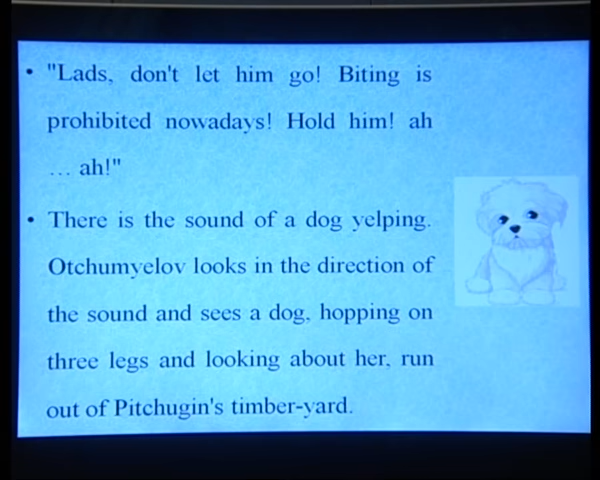 • "Lads, don't let him go! Biting is
prohibited nowadays! Hold him! ah
... ah!"
• There is the sound of a dog yelping.
Otchumyelov looks in the direction of
the sound and sees a dog, hopping on
three legs and looking about her, run
out of Pitchugin's timber-yard.